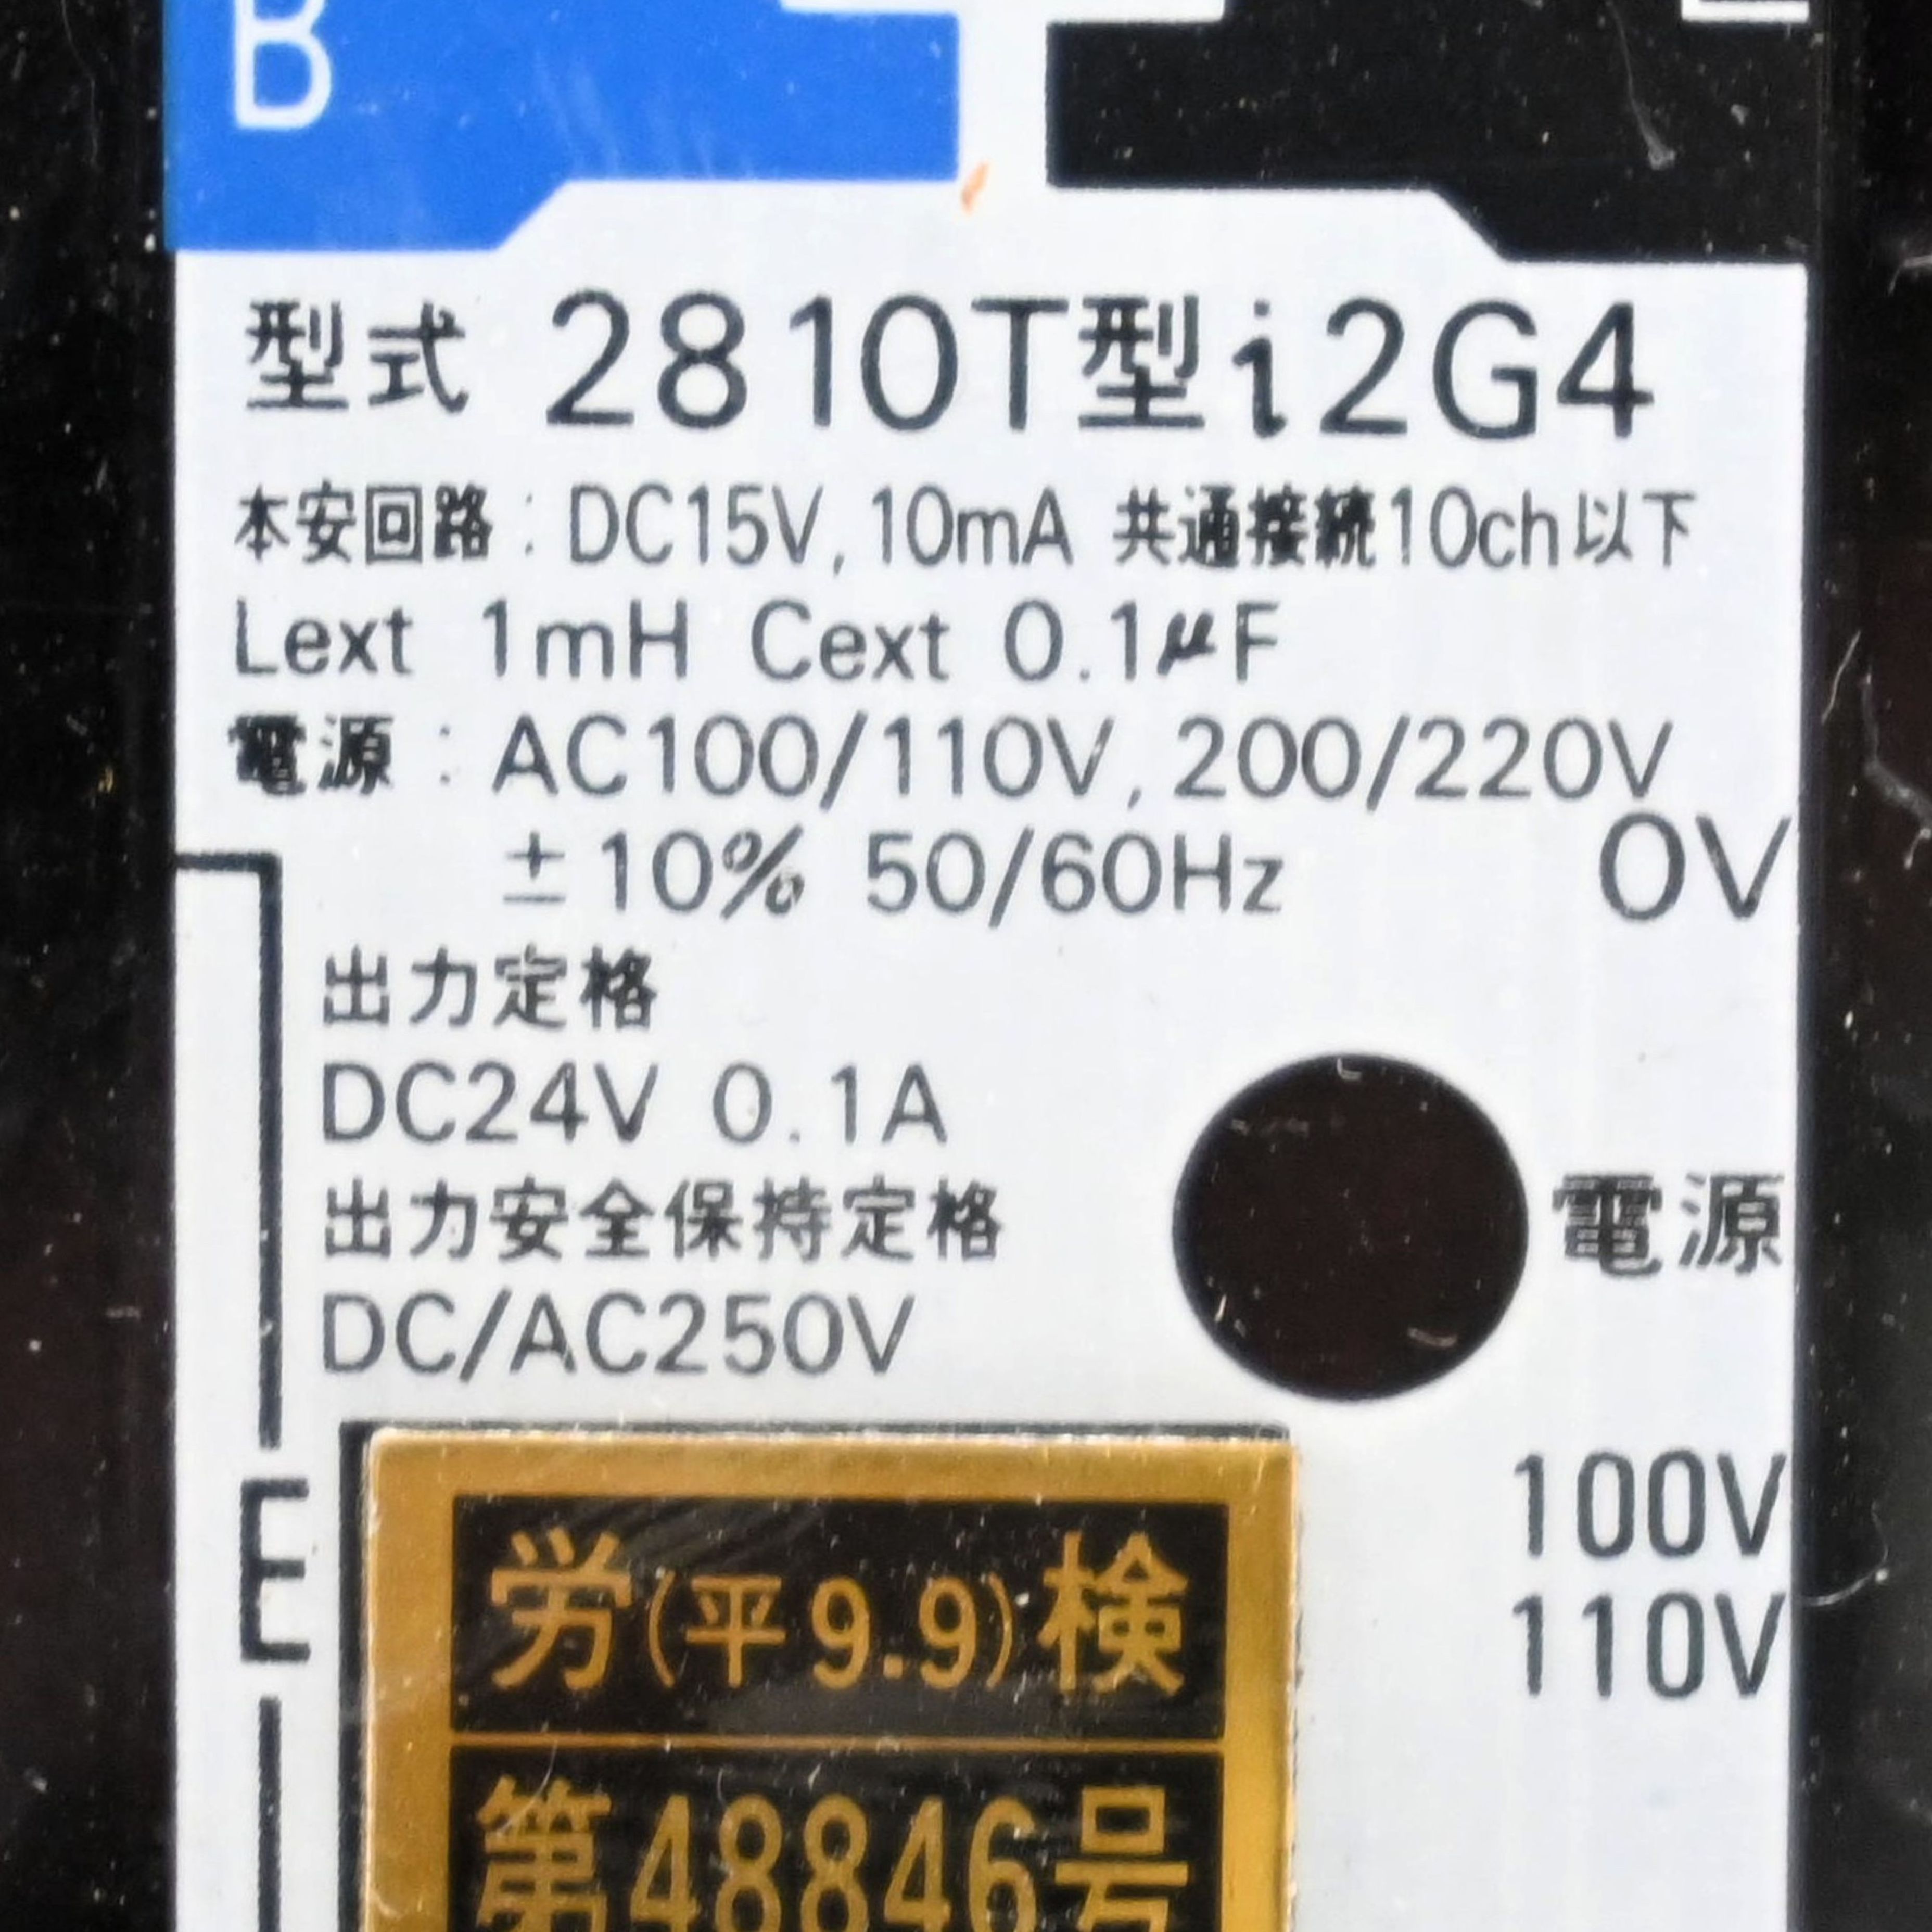 B
型式 2810T型i2G4
本安回路：DC15V,10mA 共通接続10ch以下
Lext 1mH Cext 0.1μF
電源：AC100/110V,200/220V
±10% 50/60Hz
0V
出力定格
DC24V 0.1A
出力安全保持定格
DC/AC250V
電源
100V
110V
E
労(平9.9)検
第48846号